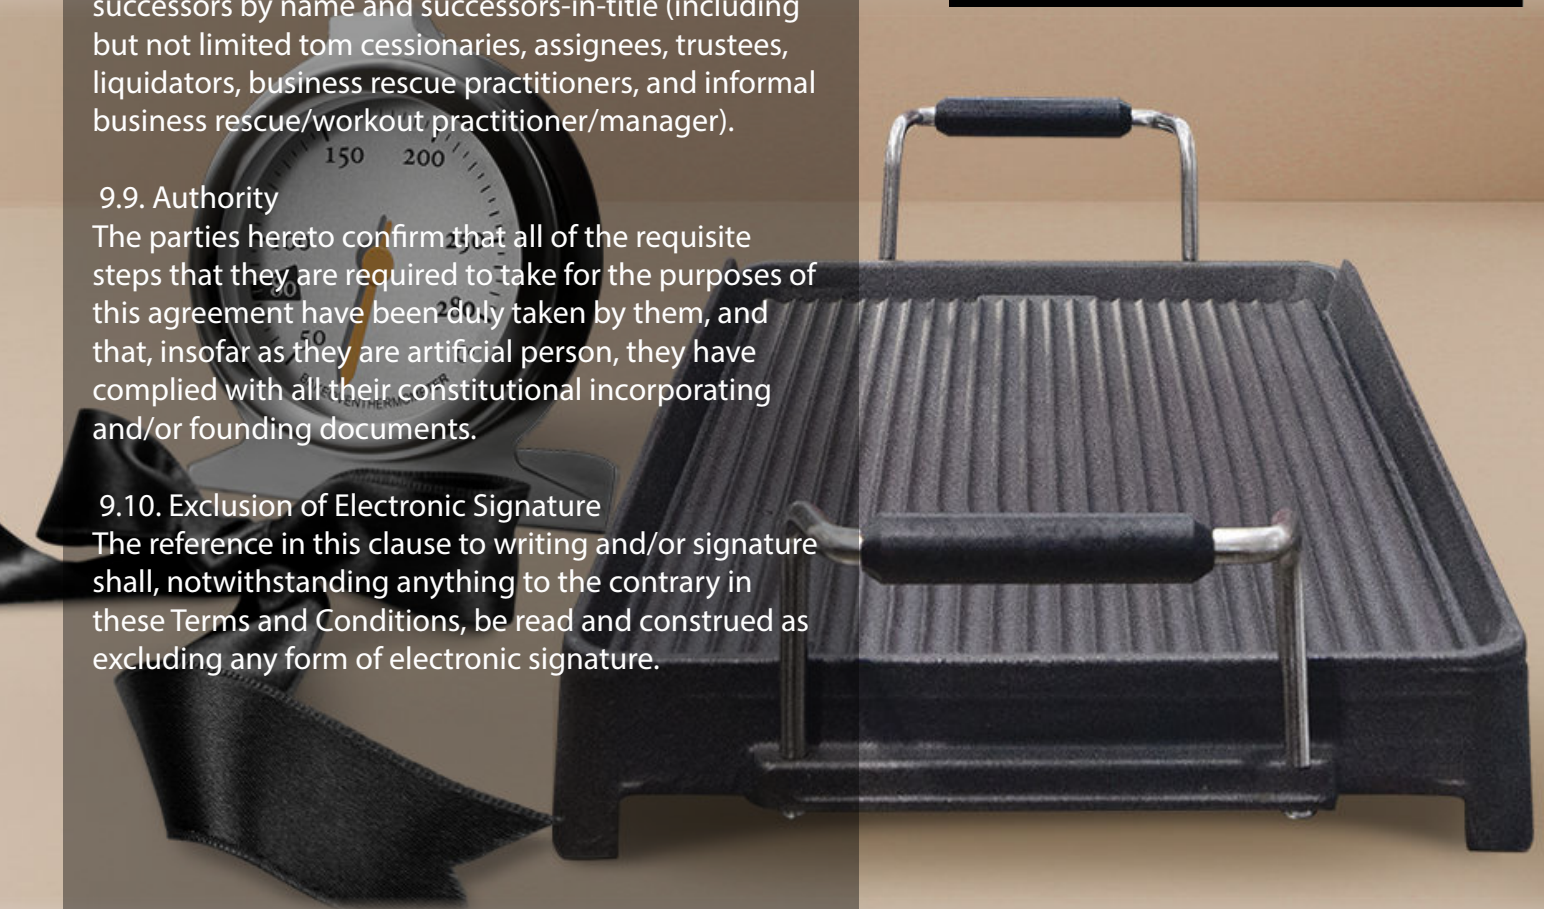 successors by name and successors-in-title (including
but not limited tom cessionaries, assignees, trustees,
liquidators, business rescue practitioners, and informal
business rescue/workout practitioner/manager).
9.9. Authority
The parties hereto confirm that all of the requisite
steps that they are required to take for the purposes of
this agreement have been duly taken by them, and
that, insofar as they are artificial person, they have
complied with all their constitutional incorporating
and/or founding documents.
9.10. Exclusion of Electronic Signature
The reference in this clause to writing and/or signature
shall, notwithstanding anything to the contrary in
these Terms and Conditions, be read and construed as
excluding any form of electronic signature.
150 200
250
280
50